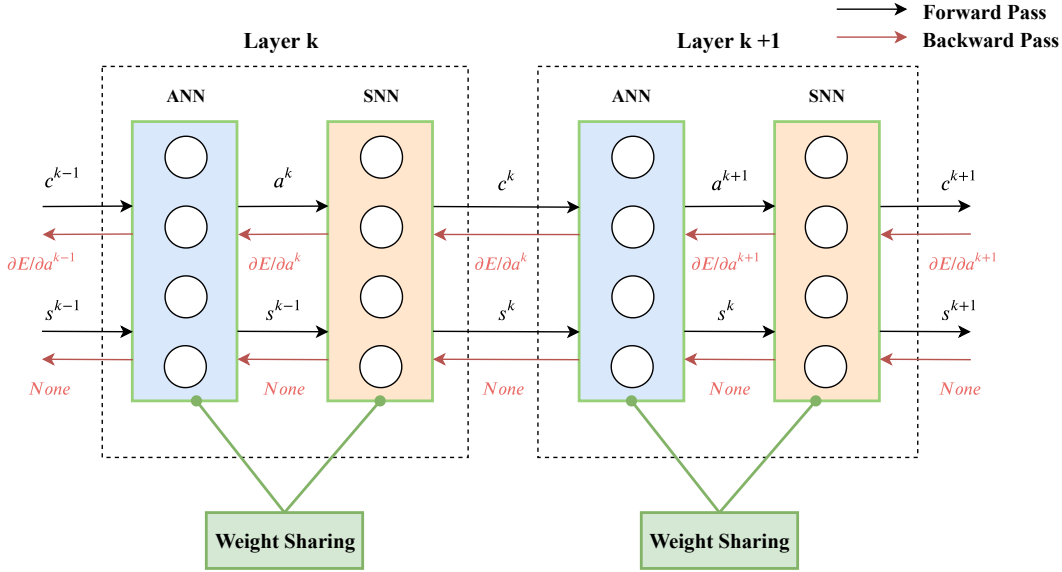 Forward Pass
Layer k
Layer k +1
Backward Pass
ANN
SNN
ANN
SNN
c^{k-1}
a^k
c^k
a^{k+1}
c^{k+1}
∂E/∂a^{k-1}
∂E/∂a^k
∂E/∂a^k
∂E/∂a^{k+1}
∂E/∂a^{k+1}
s^{k-1}
s^{k-1}
s^k
s^k
s^{k+1}
None
None
None
None
None
Weight Sharing
Weight Sharing